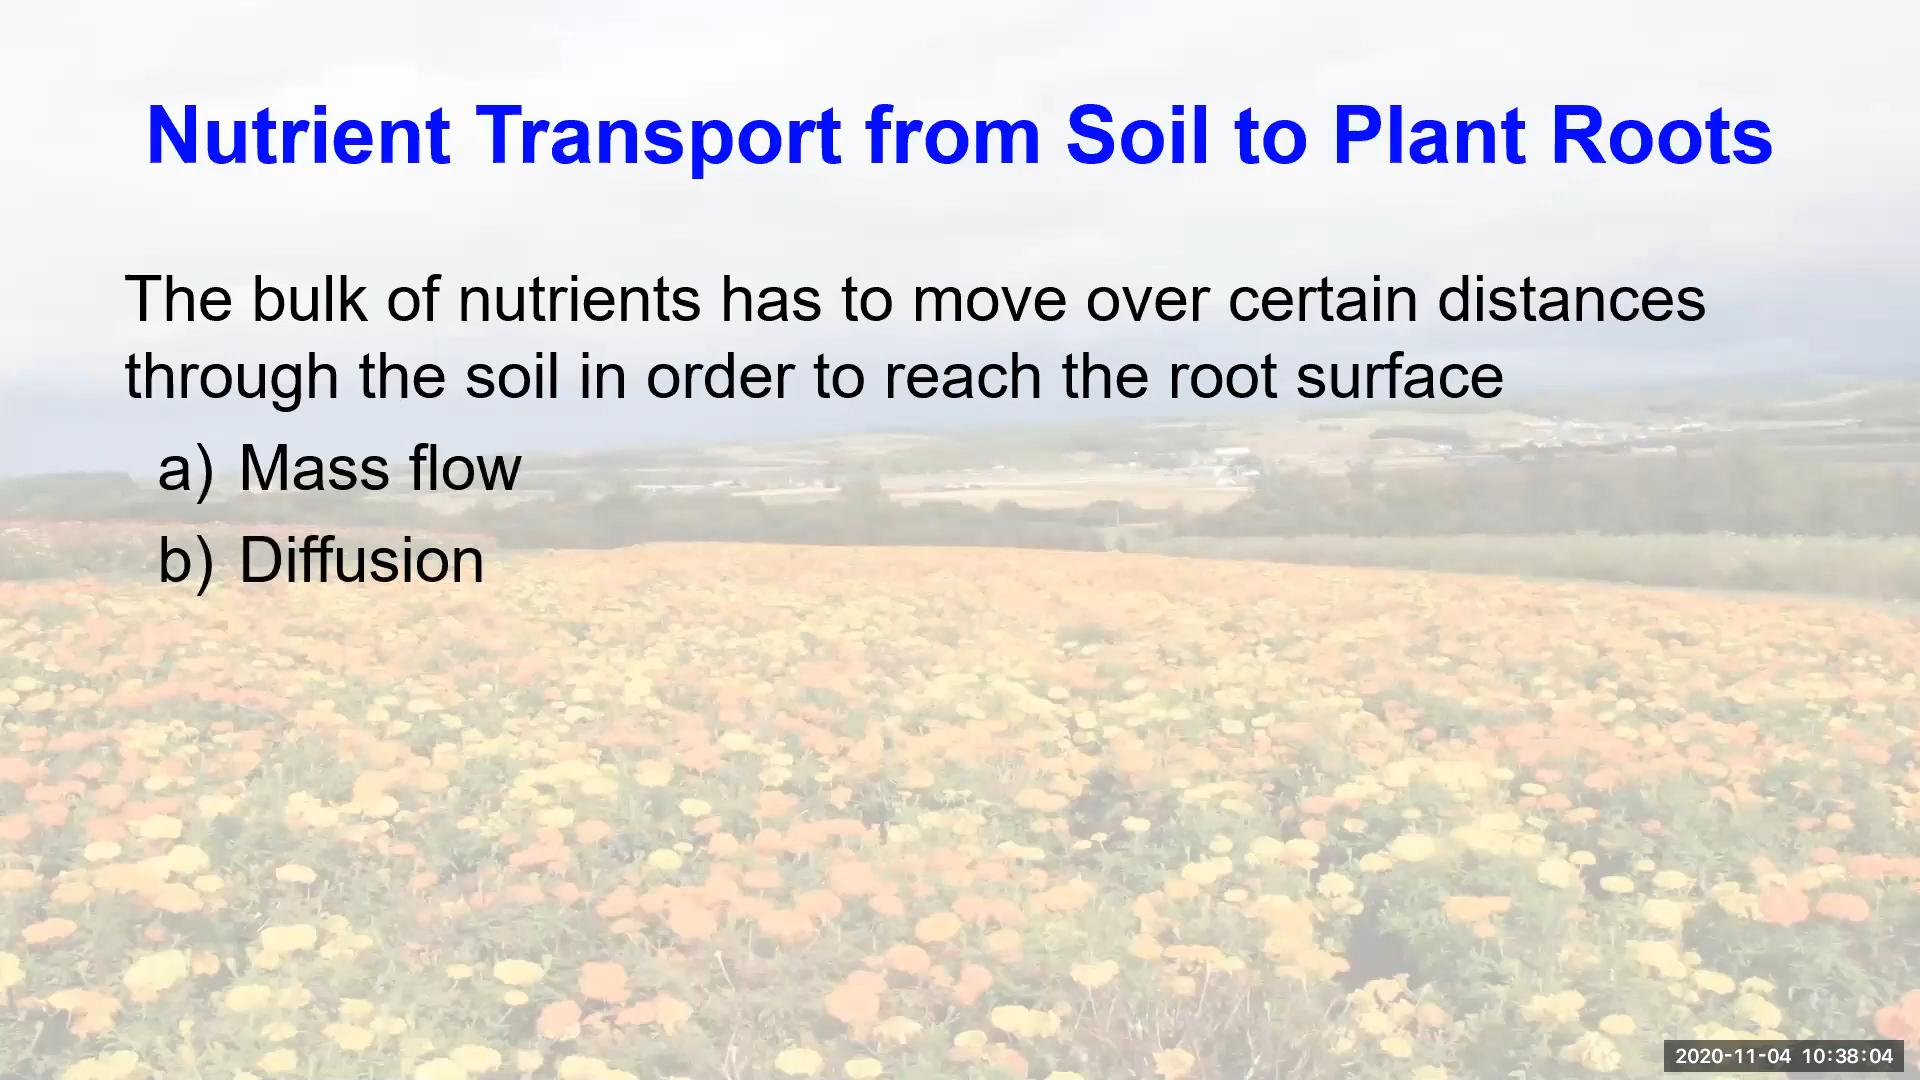 Nutrient Transport from Soil to Plant Roots
The bulk of nutrients has to move over certain distances
through the soil in order to reach the root surface
a) Mass flow
b) Diffusion
2020-11-04 10:38:04